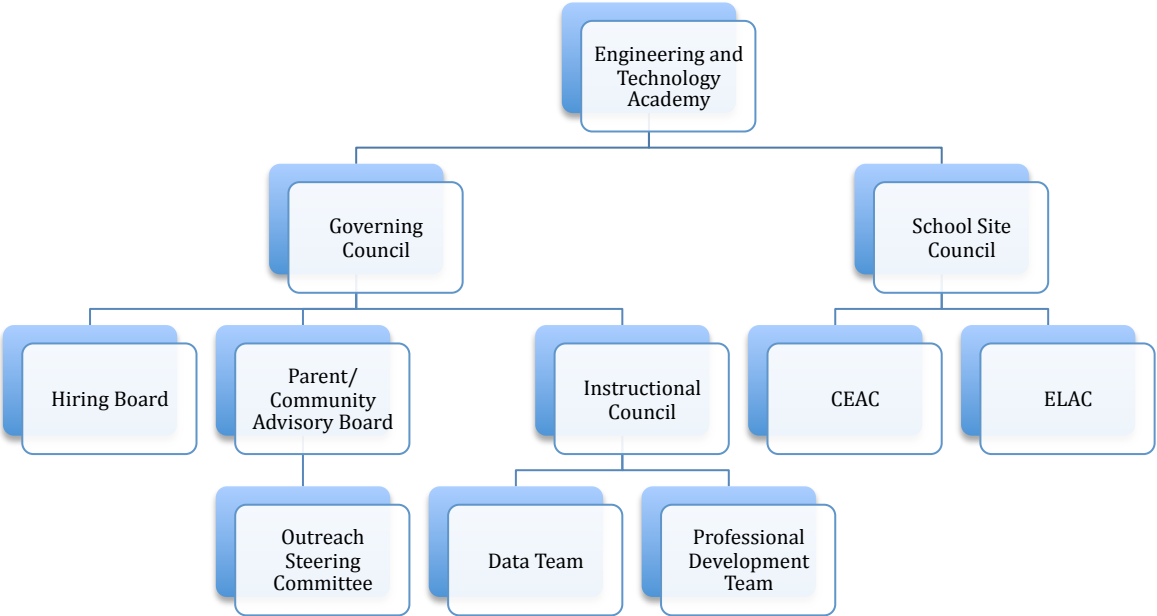 Engineering and
Technology
Academy
Governing
Council
School Site
Council
Hiring Board
Parent/
Community
Advisory Board
Instructional
Council
CEAC
ELAC
Outreach
Steering
Committee
Data Team
Professional
Development
Team